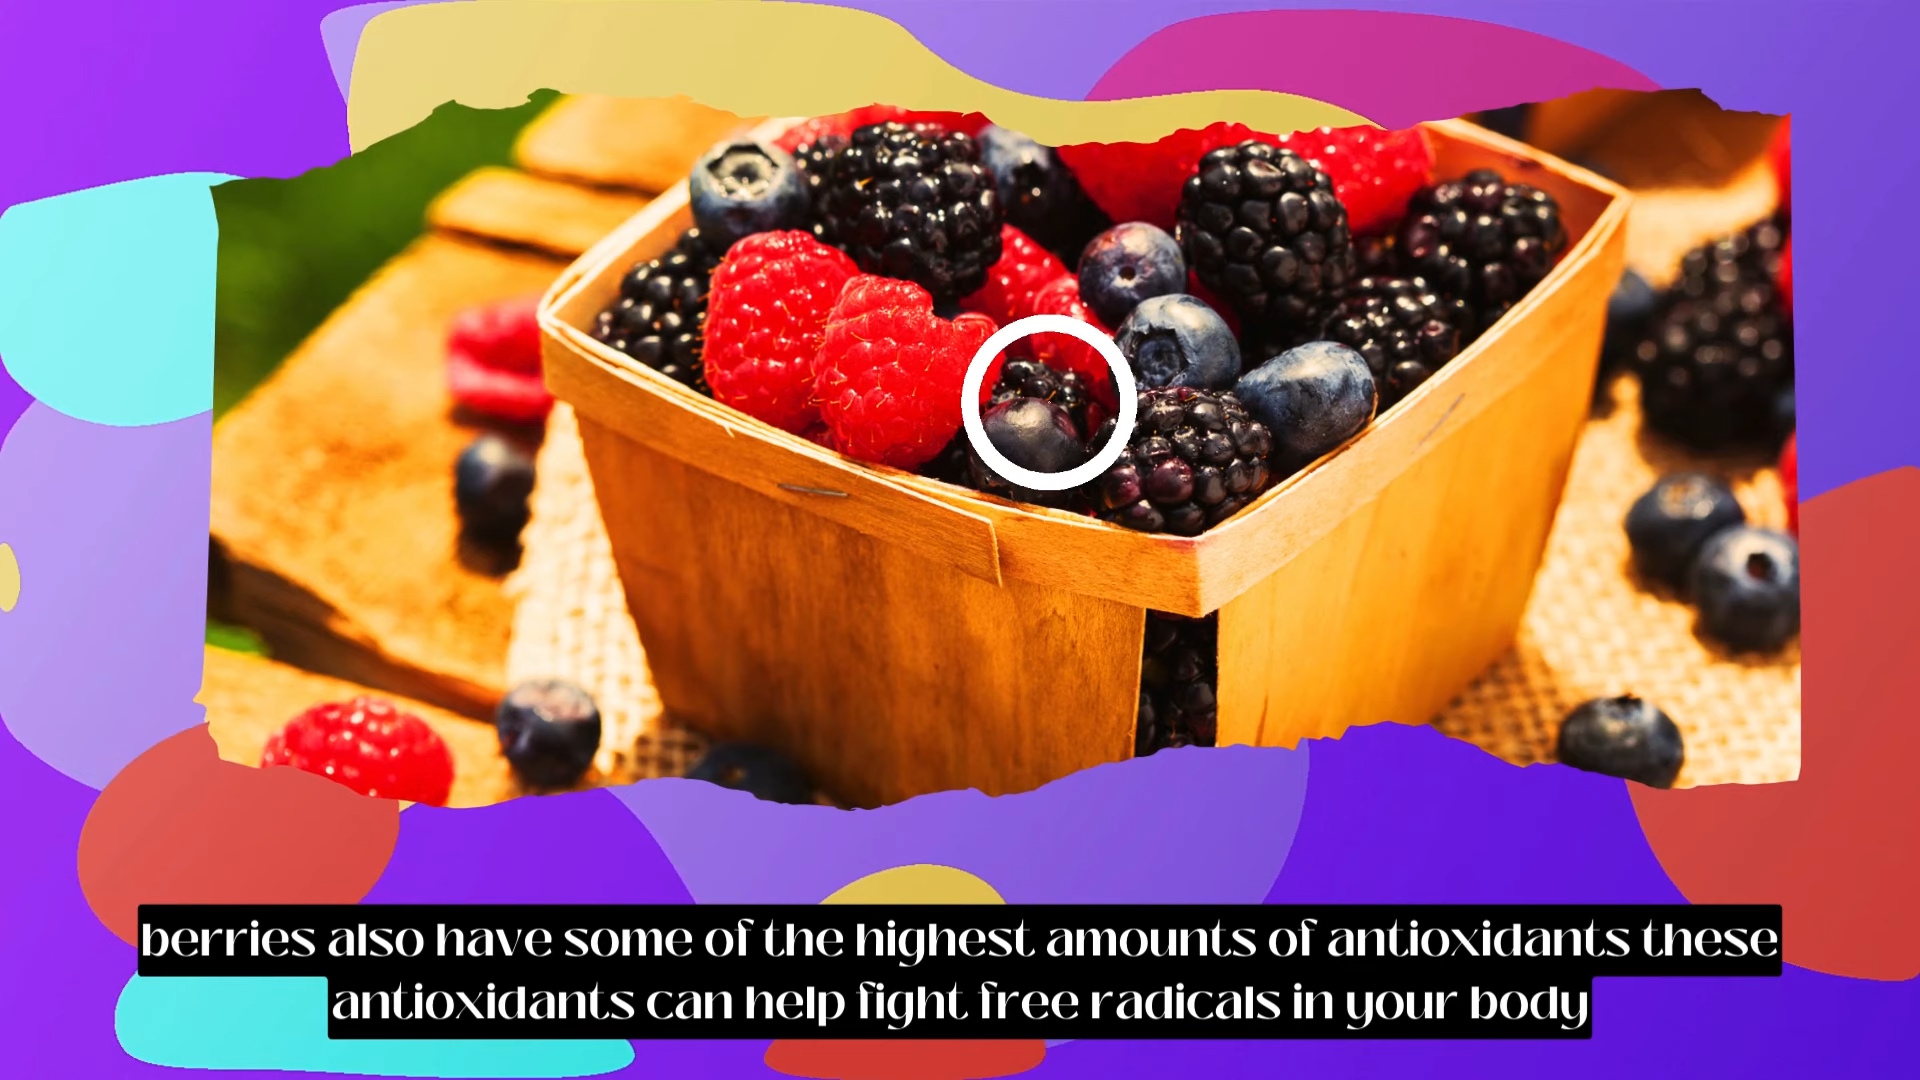 berries also have some of the highest amounts of antioxidants these
antioxidants can help fight free radicals in your body